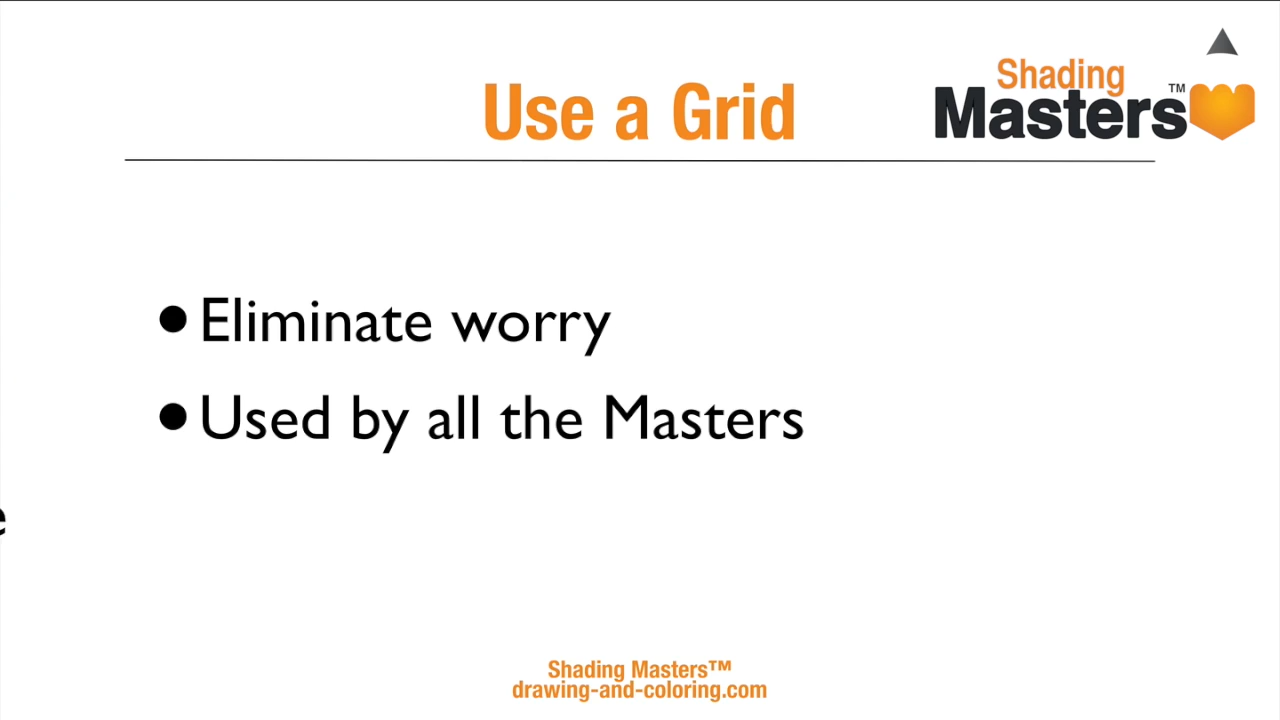 Use a Grid
Shading
Masters™
• Eliminate worry
• Used by all the Masters
e
Shading Masters™
drawing-and-coloring.com